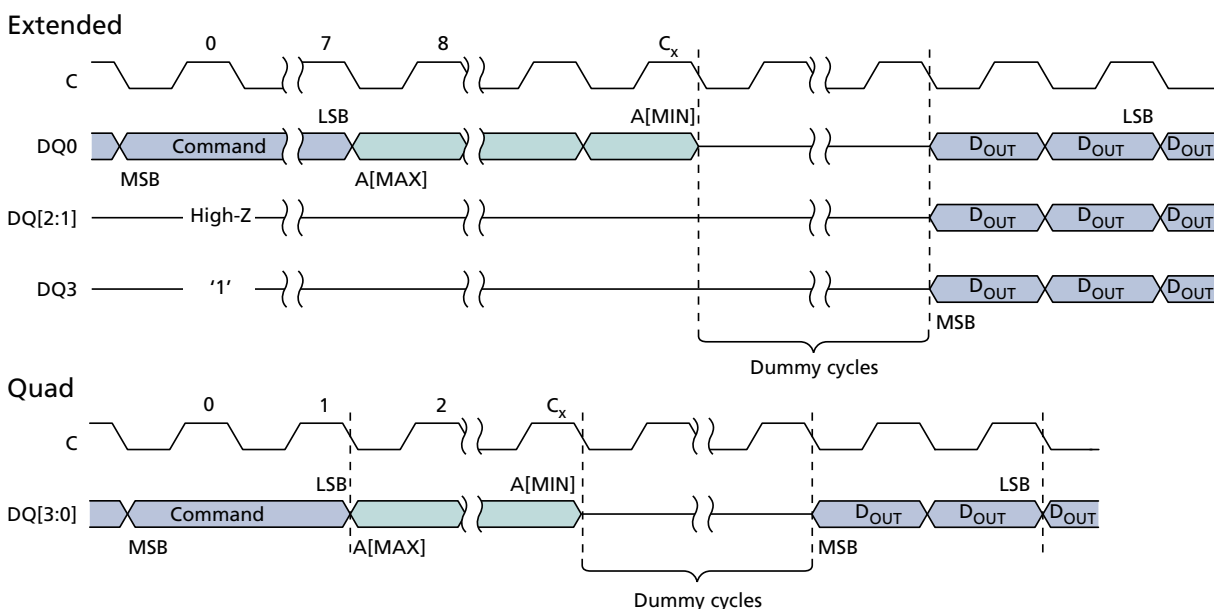 Extended
0 7 8 Cx
C
LSB A[MIN] LSB
DQ0 Command DOUT DOUT DOUT
MSB A[MAX]
DQ[2:1] High-Z DOUT DOUT DOUT
DQ3 '1' DOUT DOUT DOUT
MSB
Dummy cycles
Quad
0 1 2 Cx
C
LSB A[MIN] LSB
DQ[3:0] Command DOUT DOUT DOUT
MSB A[MAX] MSB
Dummy cycles